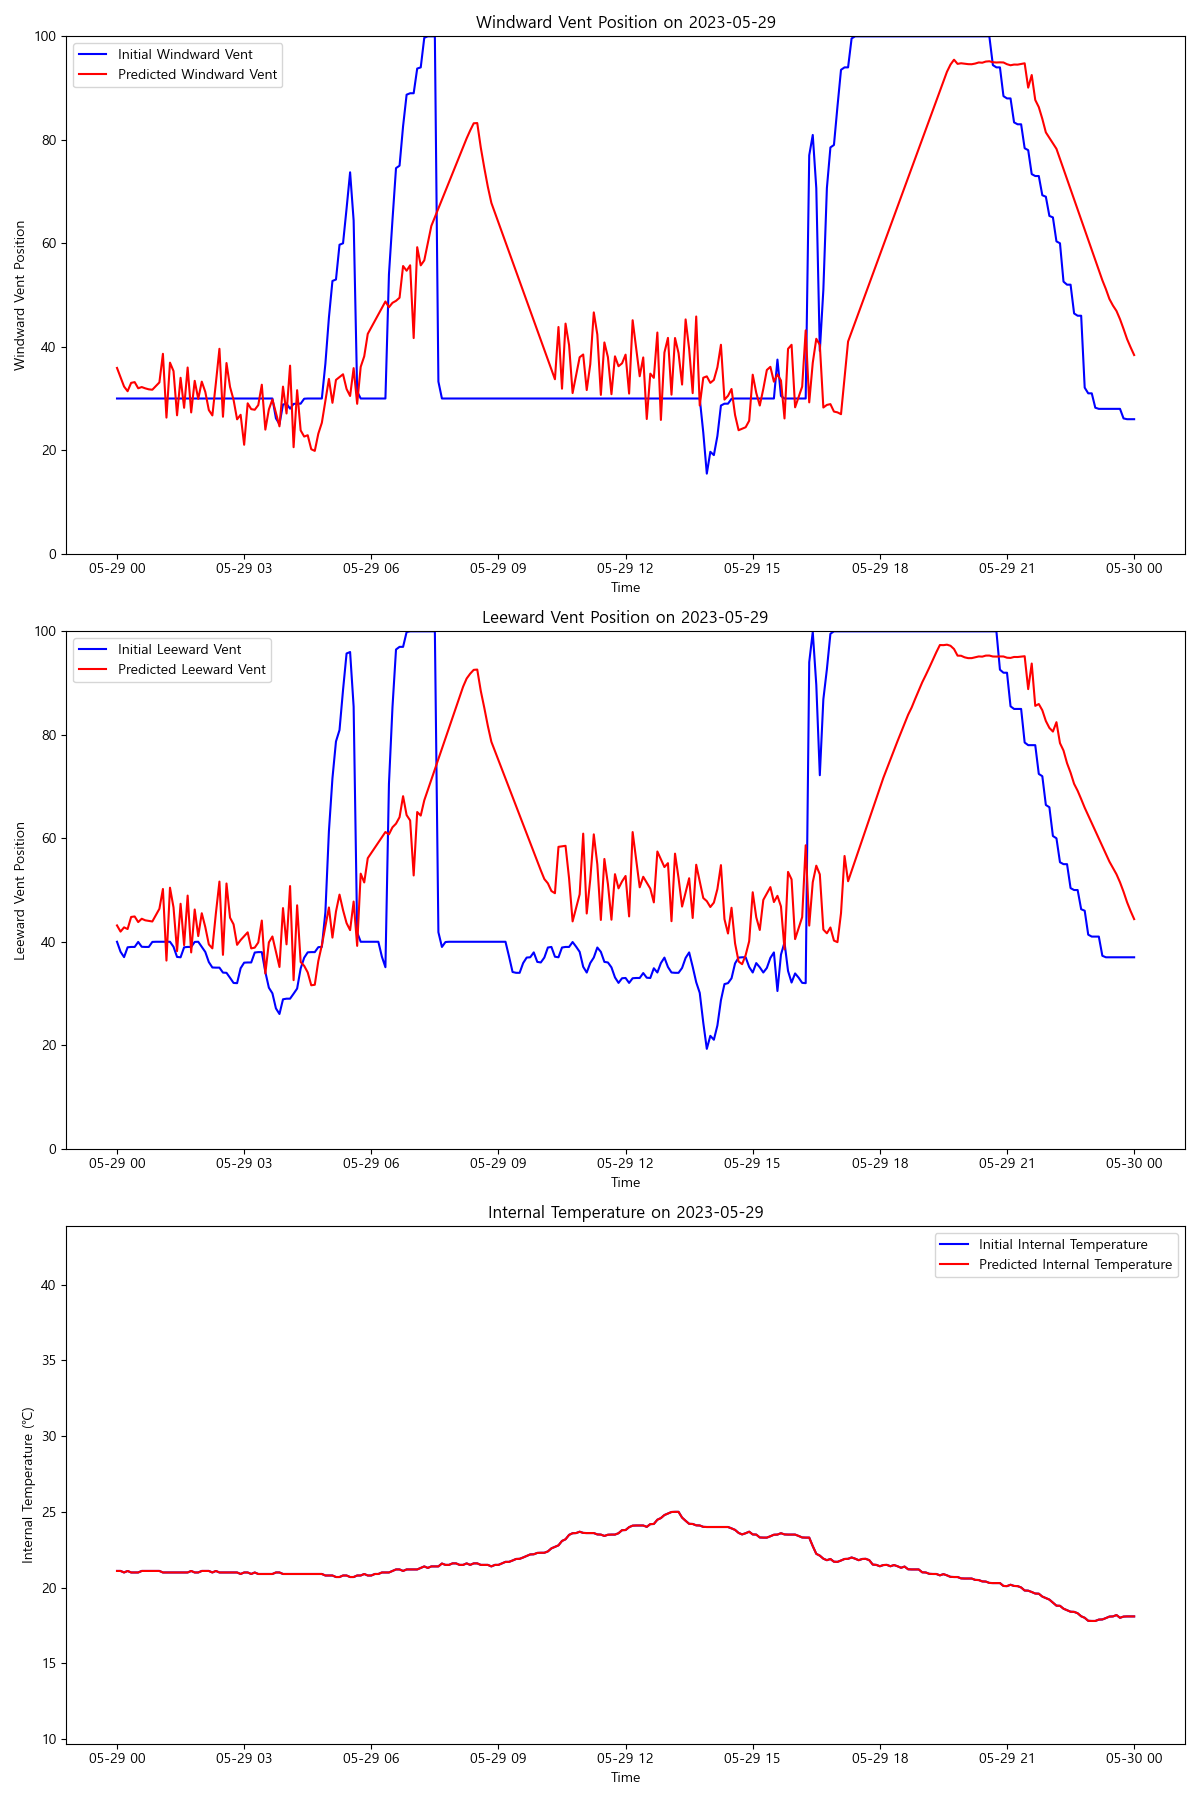 Windward Vent Position on 2023-05-29
Initial Windward Vent
Predicted Windward Vent
100
80
60
40
20
0
Windward Vent Position
05-29 00 05-29 03 05-29 06 05-29 09 05-29 12 05-29 15 05-29 18 05-29 21 05-30 00
Time
Leeward Vent Position on 2023-05-29
Initial Leeward Vent
Predicted Leeward Vent
100
80
60
40
20
0
Leeward Vent Position
05-29 00 05-29 03 05-29 06 05-29 09 05-29 12 05-29 15 05-29 18 05-29 21 05-30 00
Time
Internal Temperature on 2023-05-29
Initial Internal Temperature
Predicted Internal Temperature
40
35
30
25
20
15
10
Internal Temperature (℃)
05-29 00 05-29 03 05-29 06 05-29 09 05-29 12 05-29 15 05-29 18 05-29 21 05-30 00
Time